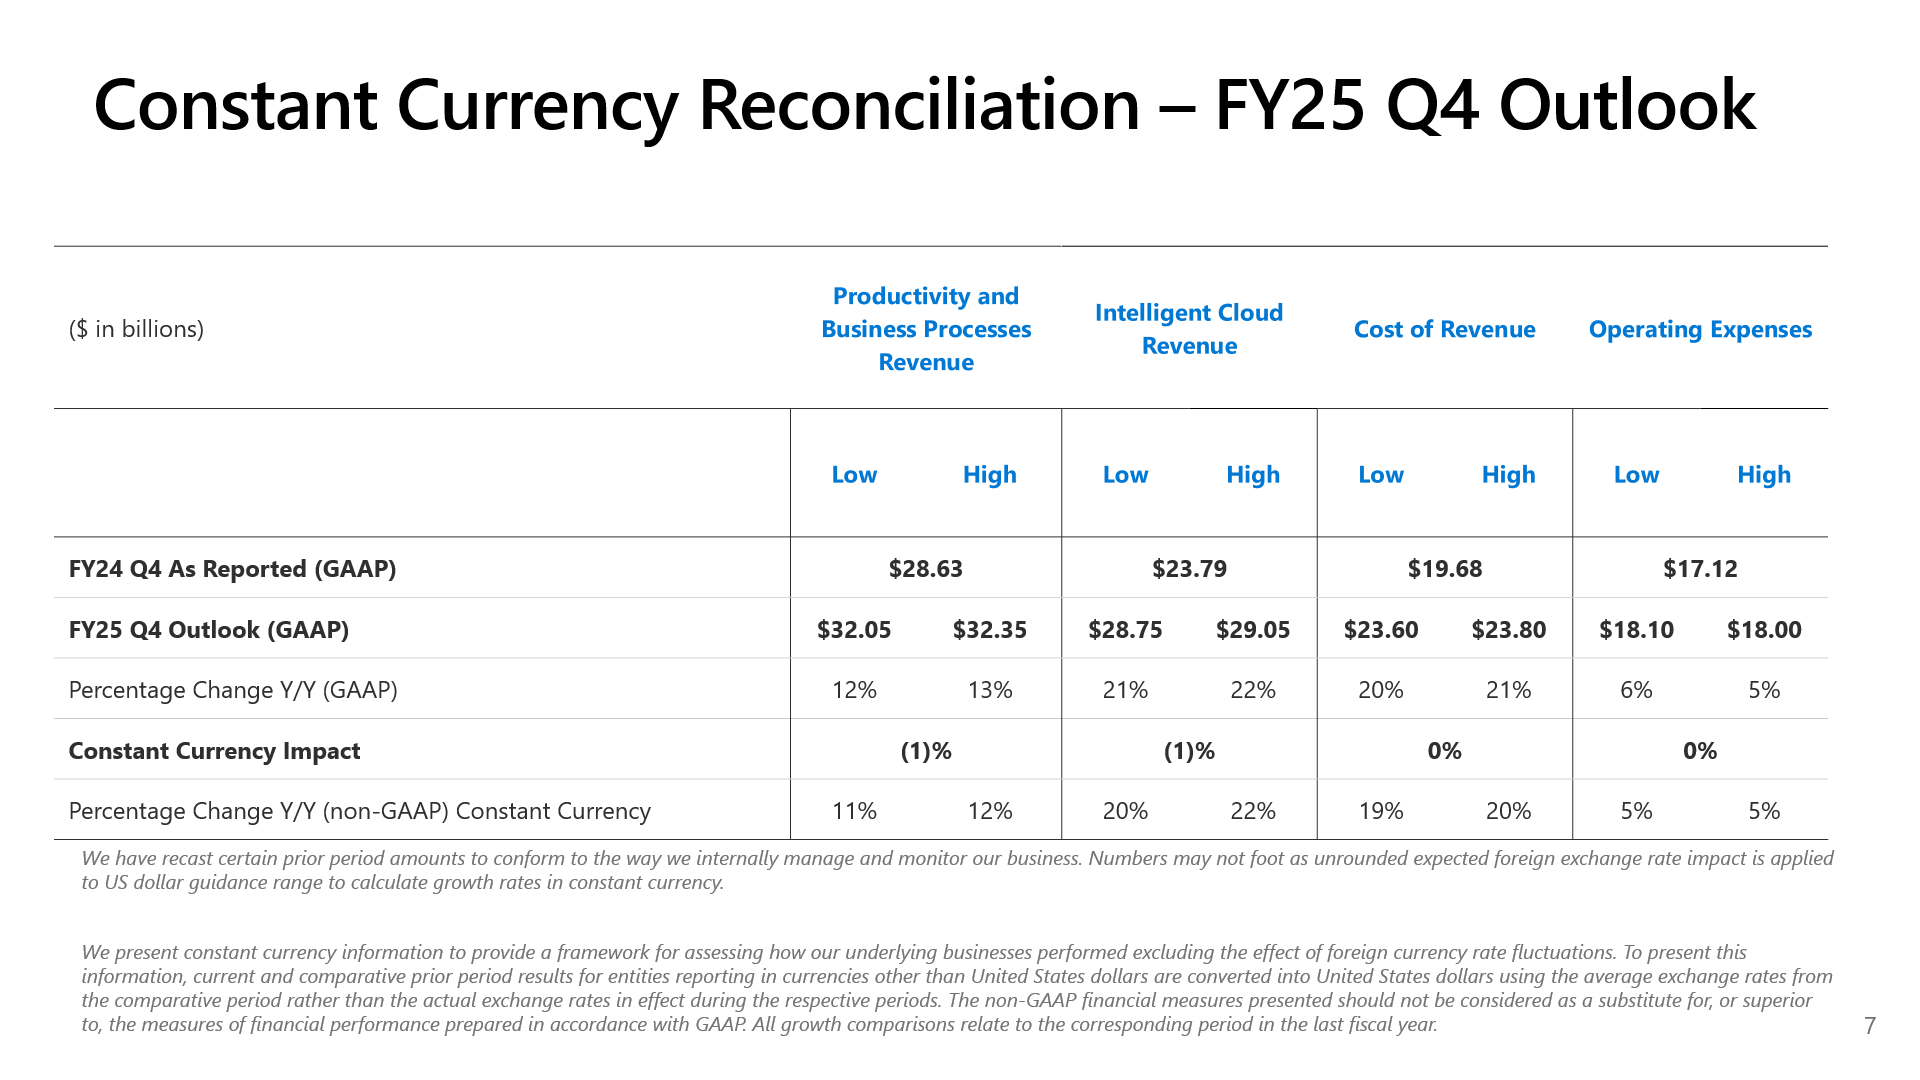 Constant Currency Reconciliation – FY25 Q4 Outlook
($ in billions)
Productivity and
Business Processes
Revenue
Intelligent Cloud
Revenue
Cost of Revenue
Operating Expenses
Low High Low High Low High Low High
FY24 Q4 As Reported (GAAP) $28.63 $23.79 $19.68 $17.12
FY25 Q4 Outlook (GAAP) $32.05 $32.35 $28.75 $29.05 $23.60 $23.80 $18.10 $18.00
Percentage Change Y/Y (GAAP) 12% 13% 21% 22% 20% 21% 6% 5%
Constant Currency Impact (1)% (1)% 0% 0%
Percentage Change Y/Y (non-GAAP) Constant Currency 11% 12% 20% 22% 19% 20% 5% 5%
We have recast certain prior period amounts to conform to the way we internally manage and monitor our business. Numbers may not foot as unrounded expected foreign exchange rate impact is applied
to US dollar guidance range to calculate growth rates in constant currency.
We present constant currency information to provide a framework for assessing how our underlying businesses performed excluding the effect of foreign currency rate fluctuations. To present this
information, current and comparative prior period results for entities reporting in currencies other than United States dollars are converted into United States dollars using the average exchange rates from
the comparative period rather than the actual exchange rates in effect during the respective periods. The non-GAAP financial measures presented should not be considered as a substitute for, or superior
to, the measures of financial performance prepared in accordance with GAAP. All growth comparisons relate to the corresponding period in the last fiscal year.
7